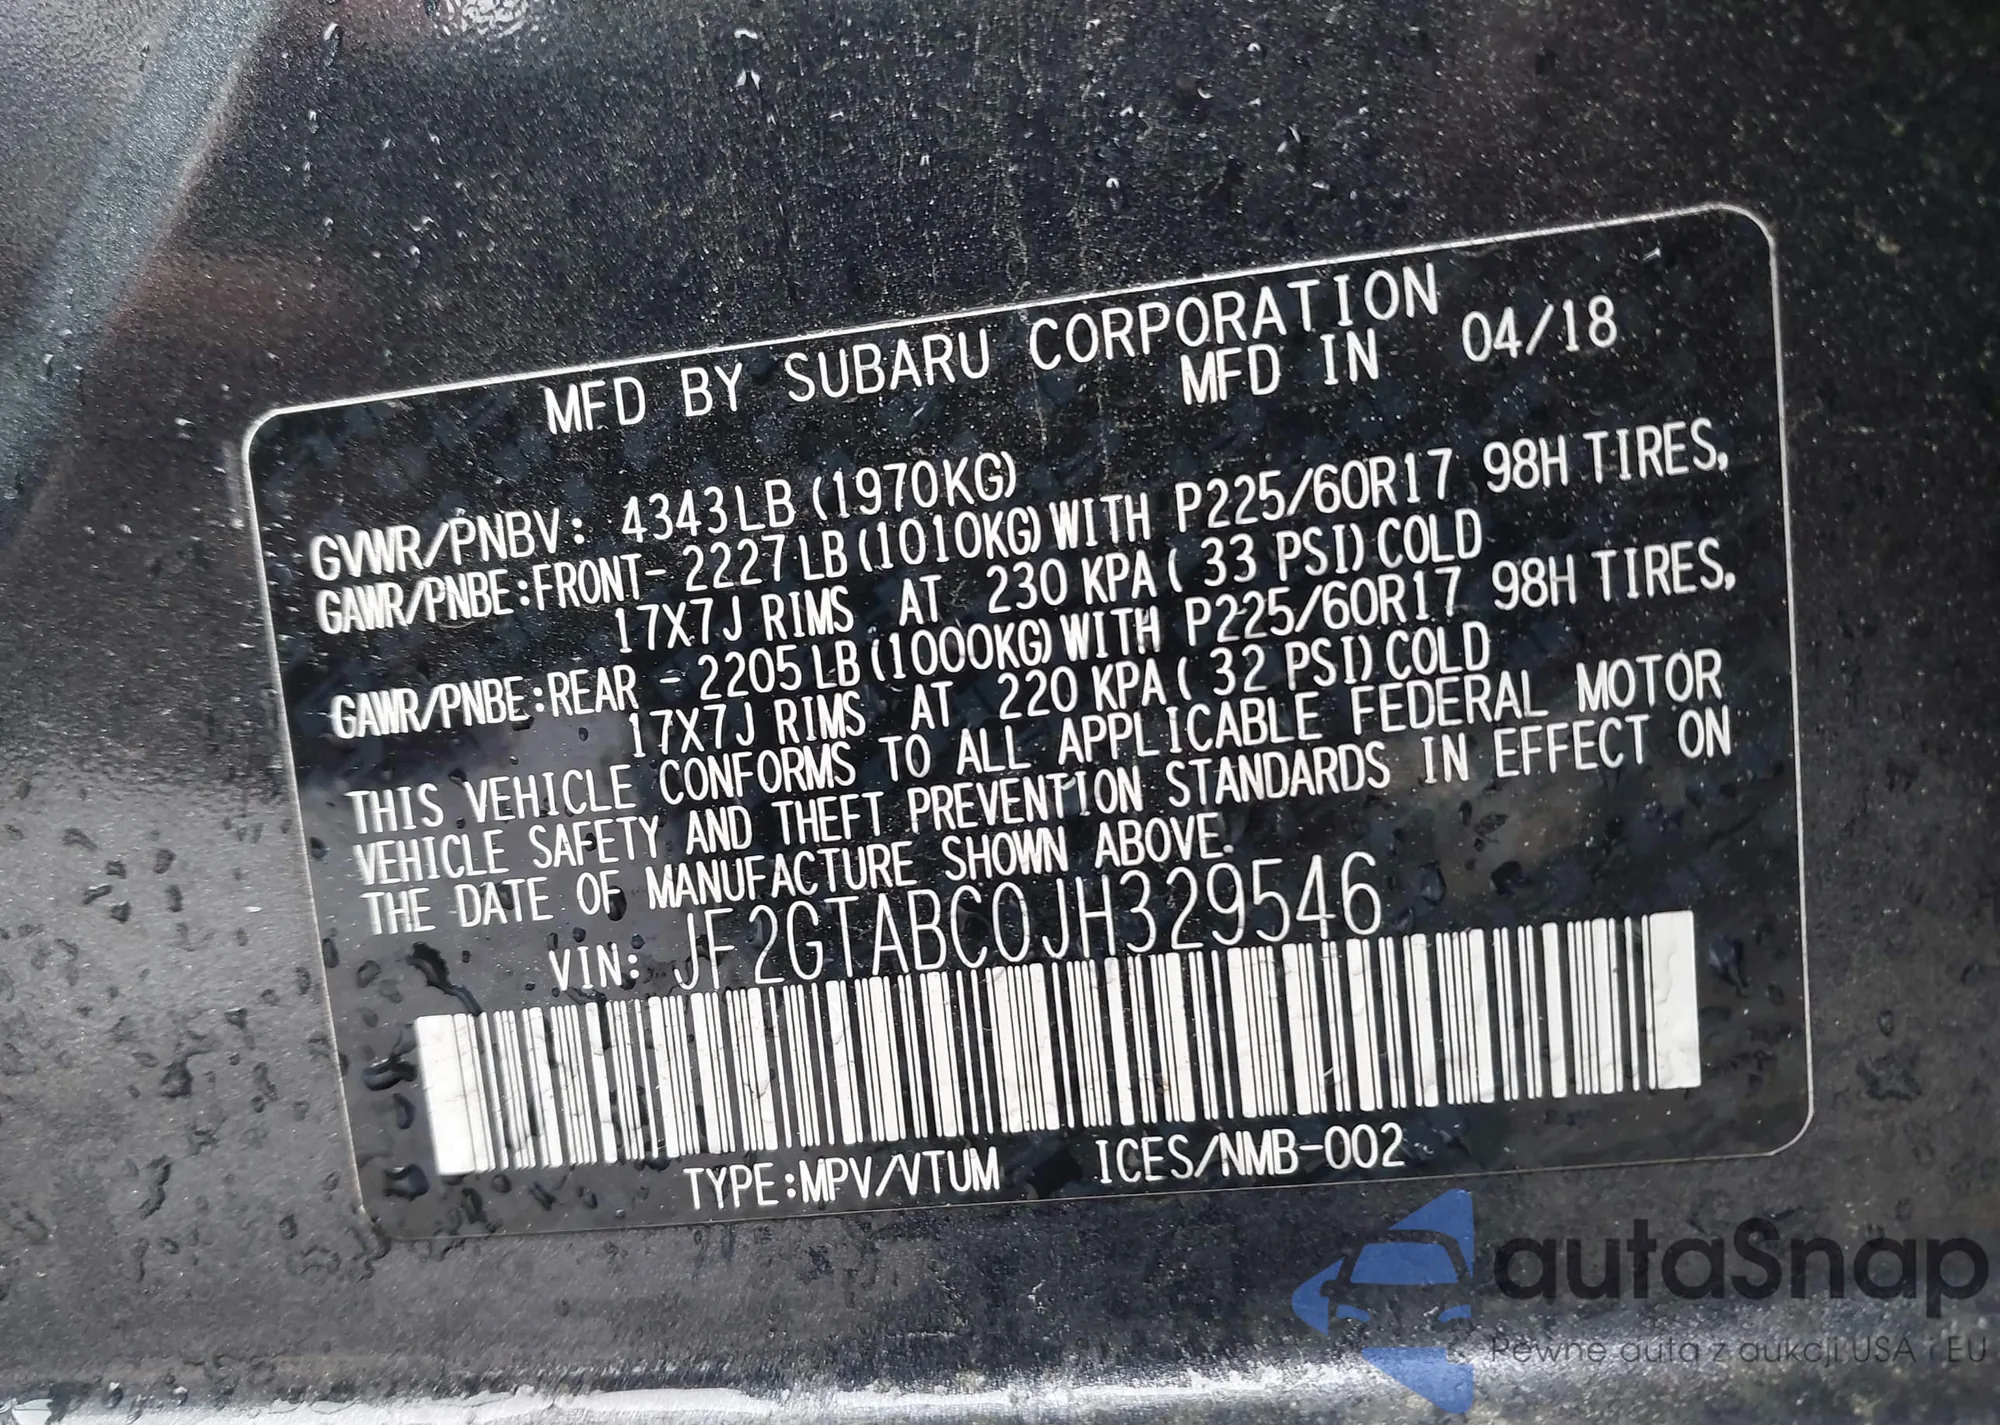 MFD BY SUBARU CORPORATION
MFD IN 04/18
GVWR/PNBV: 4343LB (1970KG)
GAWR/PNBE:FRONT- 2227LB (1010KG) WITH P225/60R17 98H TIRES,
17X7J RIMS AT 230 KPA ( 33 PSI) COLD
GAWR/PNBE:REAR - 2205LB (1000KG) WITH P225/60R17 98H TIRES,
17X7J RIMS AT 220 KPA ( 32 PSI) COLD
THIS VEHICLE CONFORMS TO ALL APPLICABLE FEDERAL MOTOR
VEHICLE SAFETY AND THEFT PREVENTION STANDARDS IN EFFECT ON
THE DATE OF MANUFACTURE SHOWN ABOVE.
VIN: JF2GTABC0JH329546
TYPE:MPV/VTUM ICES/NMB-002
autaSnap
Pewne auta z aukcji USA i EU